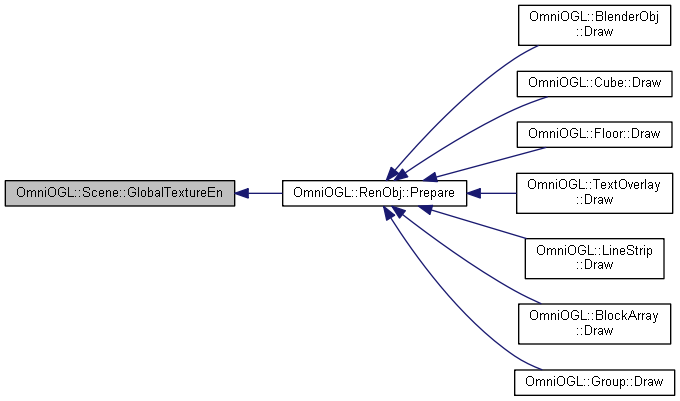 OmniOGL::BlenderObj
::Draw
OmniOGL::Cube::Draw
OmniOGL::Floor::Draw
OmniOGL::Scene::GlobalTextureEn
OmniOGL::RenObj::Prepare
OmniOGL::TextOverlay
::Draw
OmniOGL::LineStrip
::Draw
OmniOGL::BlockArray
::Draw
OmniOGL::Group::Draw